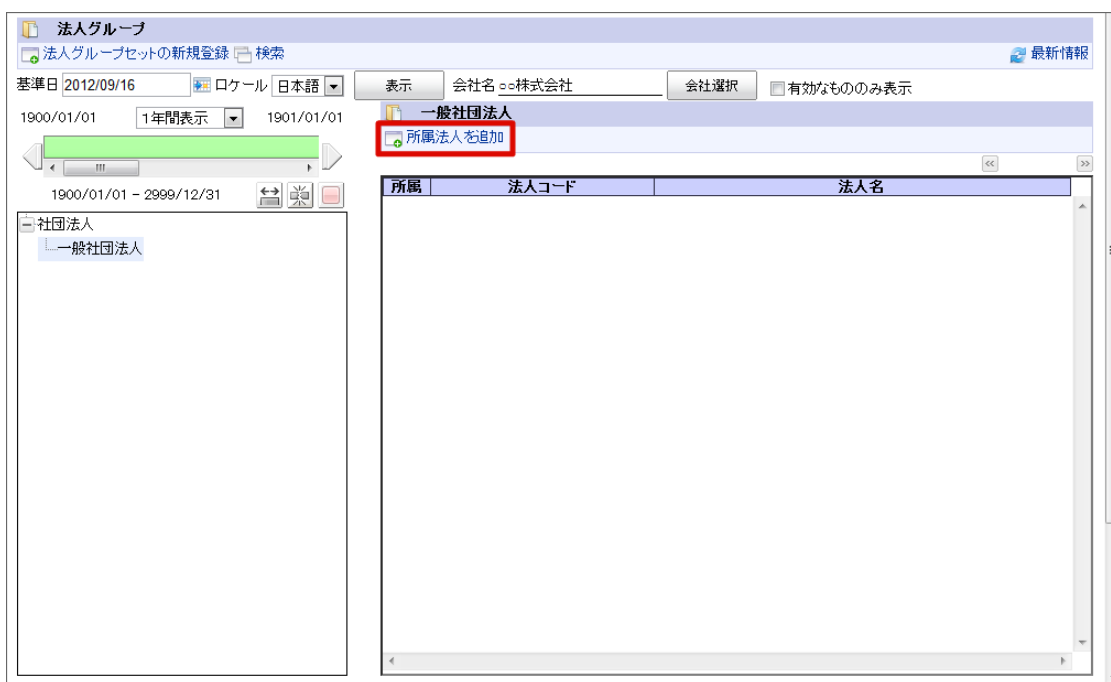 法人グループ
法人グループセットの新規登録 検索 最新情報
基準日 2012/09/16 ロケール 日本語 表示 会社名 ○○株式会社 会社選択 有効なもののみ表示
1900/01/01 1年間表示 1901/01/01
1900/01/01 - 2999/12/31
社団法人
一般社団法人
一般社団法人
所属法人を追加
<< >>
所属 法人コード 法人名